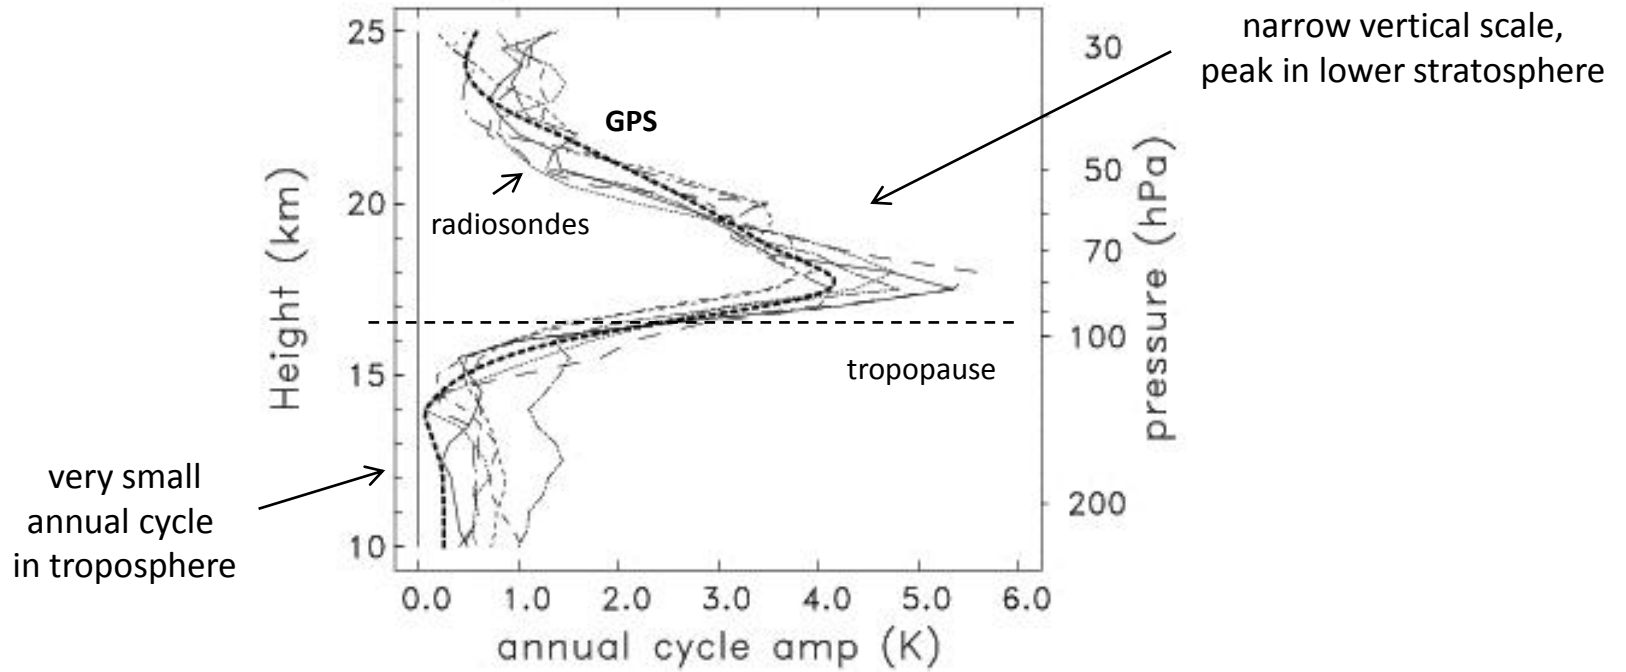 narrow vertical scale,
peak in lower stratosphere
25
20
15
10
Height (km)
30
50
70
100
200
pressure (hPa)
GPS
radiosondes
tropopause
very small
annual cycle
in troposphere
0.0 1.0 2.0 3.0 4.0 5.0 6.0
annual cycle amp (K)